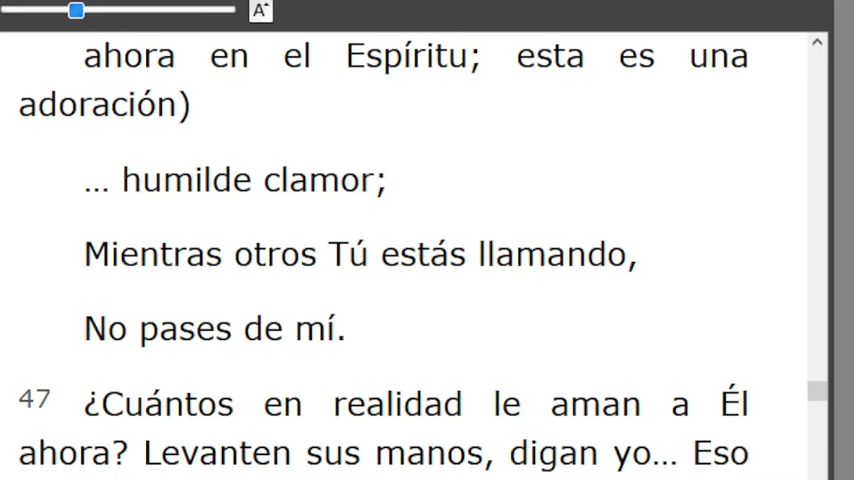 A
ahora en el Espíritu; esta es una
adoración)
… humilde clamor;
Mientras otros Tú estás llamando,
No pases de mí.
47 ¿Cuántos en realidad le aman a Él
ahora? Levanten sus manos, digan yo… Eso